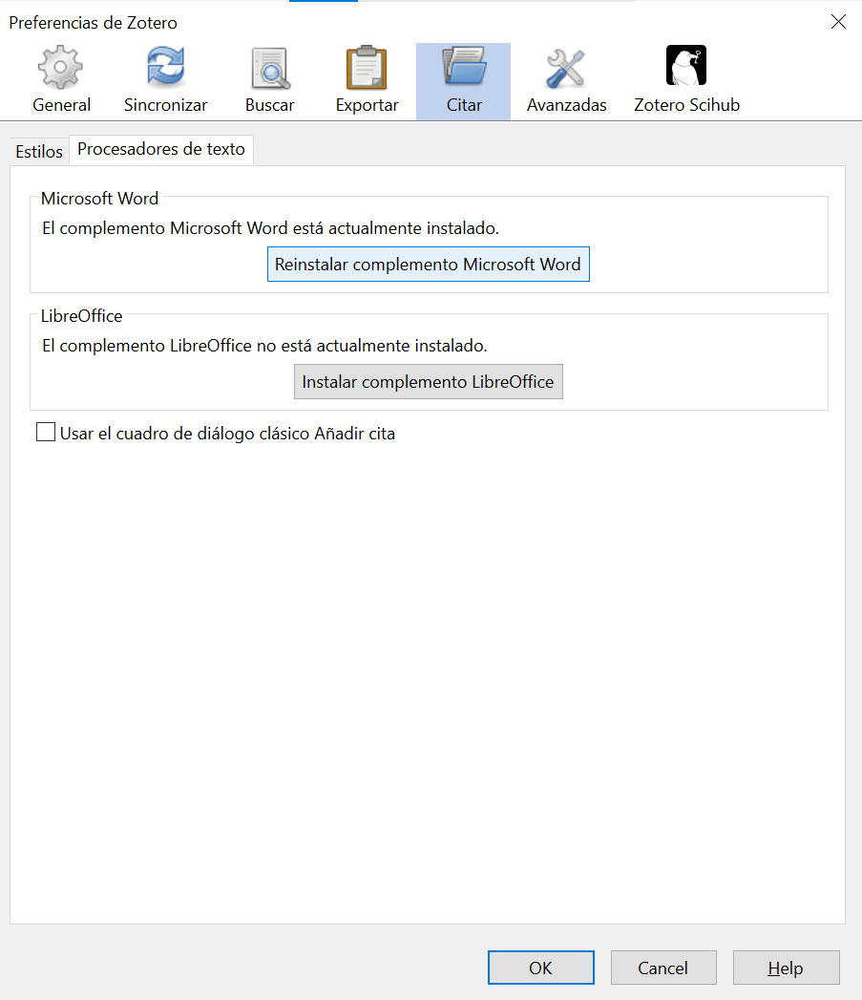 Preferencias de Zotero
General Sincronizar Buscar Exportar Citar Avanzadas Zotero Scihub
Estilos Procesadores de texto
Microsoft Word
El complemento Microsoft Word está actualmente instalado.
Reinstalar complemento Microsoft Word
LibreOffice
El complemento LibreOffice no está actualmente instalado.
Instalar complemento LibreOffice
Usar el cuadro de diálogo clásico Añadir cita
OK Cancel Help